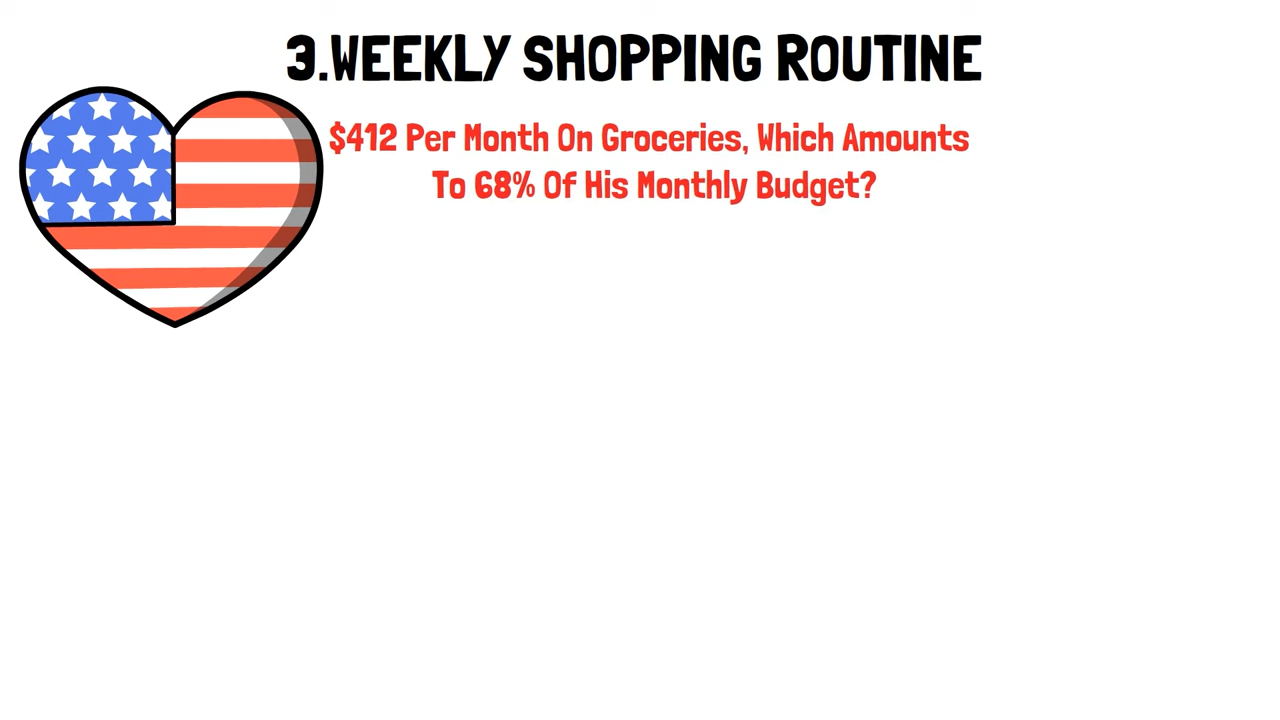 3.WEEKLY SHOPPING ROUTINE
$412 Per Month On Groceries, Which Amounts
To 68% Of His Monthly Budget?